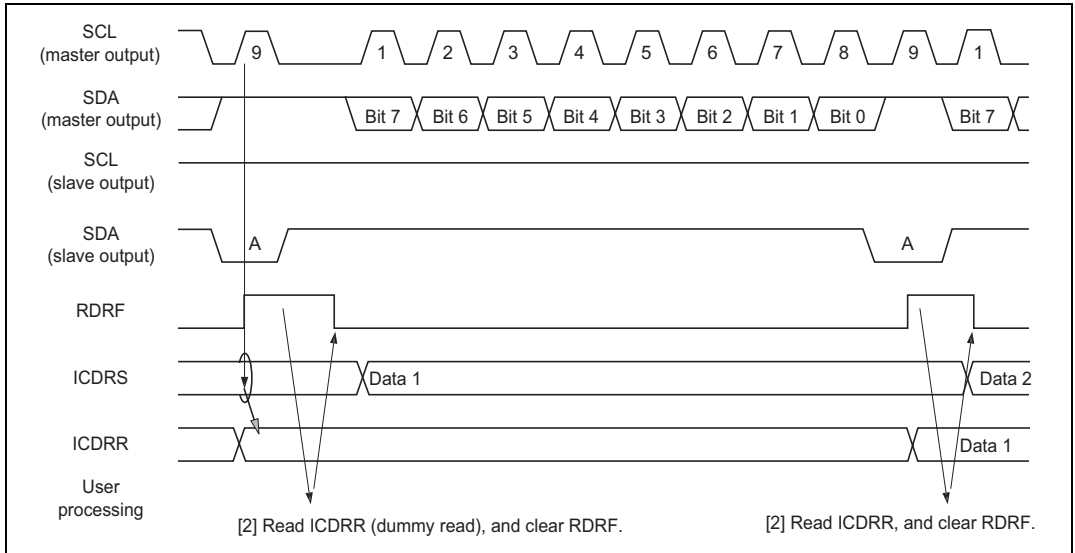 SCL
(master output)
9 1 2 3 4 5 6 7 8 9 1
SDA
(master output)
Bit 7 Bit 6 Bit 5 Bit 4 Bit 3 Bit 2 Bit 1 Bit 0 Bit 7
SCL
(slave output)
SDA
(slave output)
A A
RDRF
ICDRS
Data 1 Data 2
ICDRR
Data 1
User
processing
[2] Read ICDRR (dummy read), and clear RDRF.
[2] Read ICDRR, and clear RDRF.